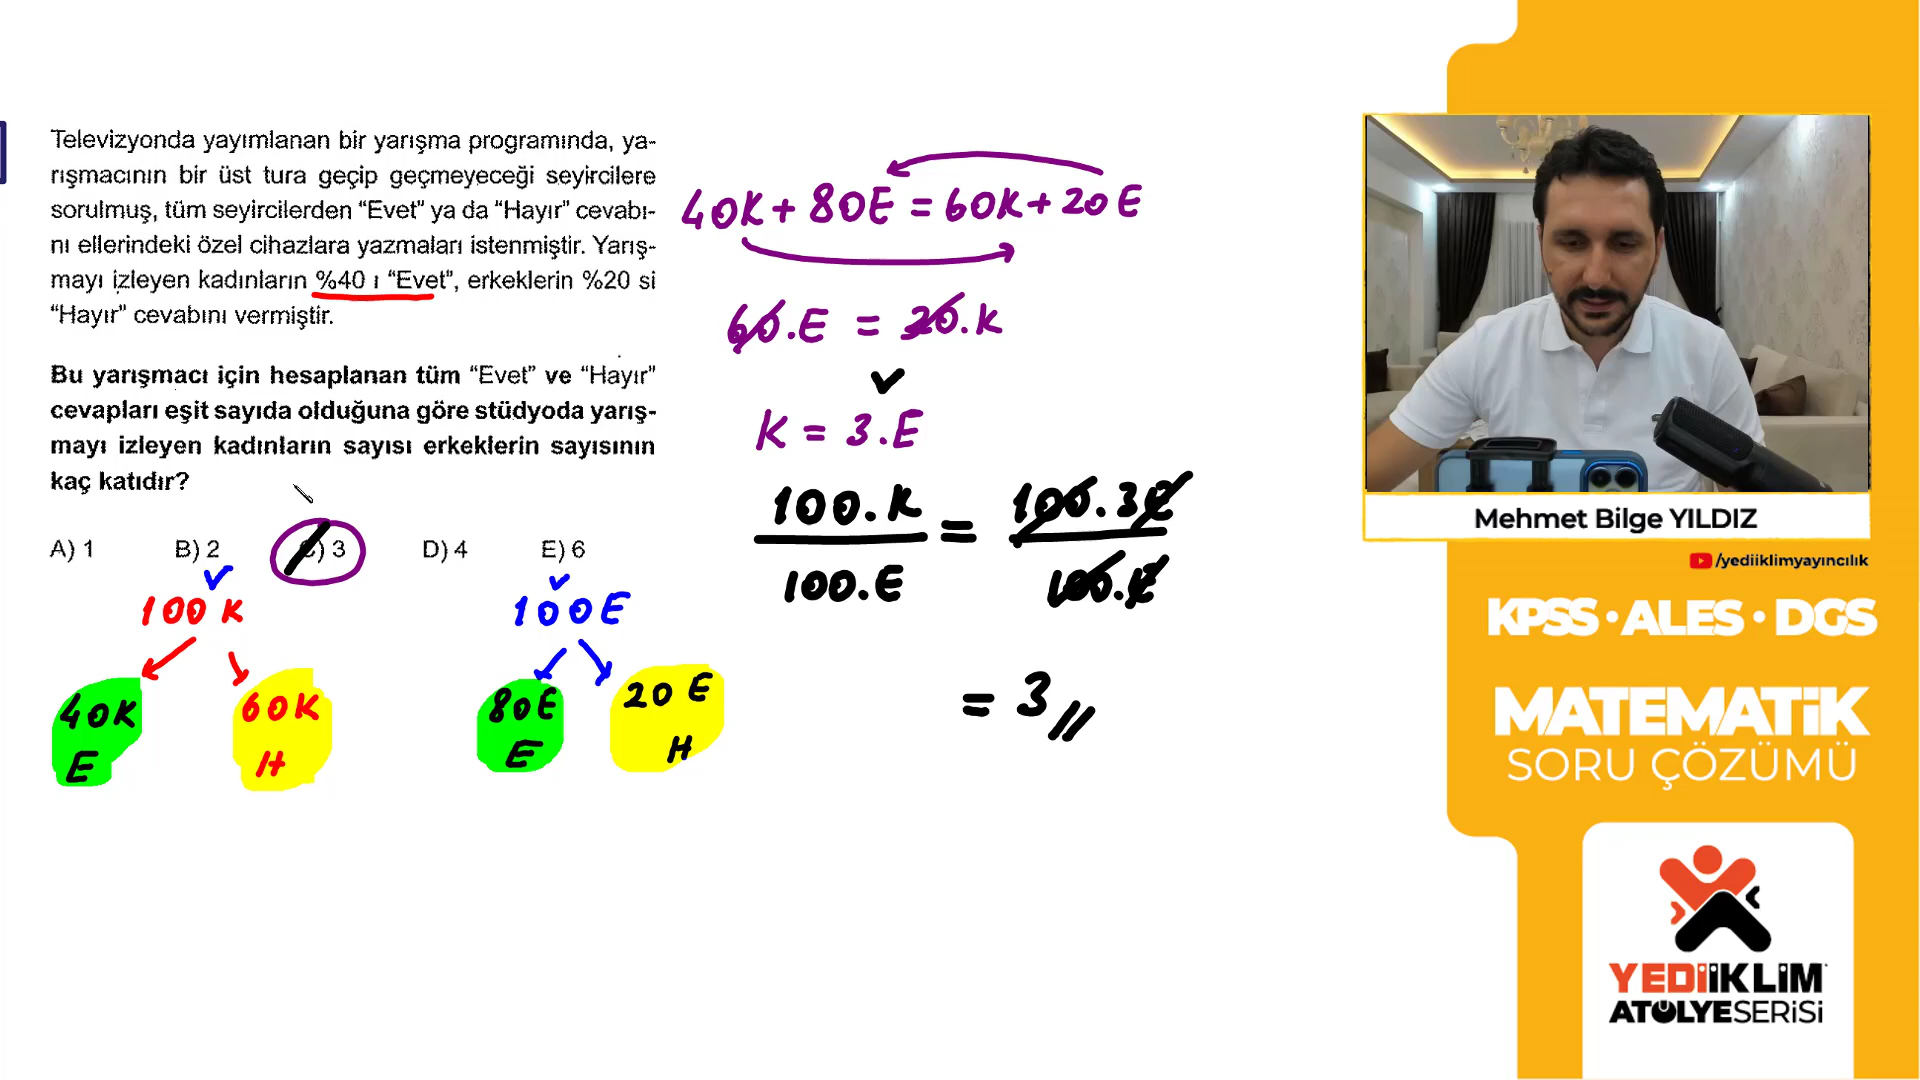 Televizyonda yayımlanan bir yarışma programında, ya-
rışmacının bir üst tura geçip geçmeyeceği seyircilere
sorulmuş, tüm seyircilerden “Evet” ya da “Hayır” cevabı-
nı ellerindeki özel cihazlara yazmaları istenmiştir. Yarış-
mayı izleyen kadınların %40 ı “Evet”, erkeklerin %20 si
“Hayır” cevabını vermiştir.
Bu yarışmacı için hesaplanan tüm “Evet” ve “Hayır”
cevapları eşit sayıda olduğuna göre stüdyoda yarış-
mayı izleyen kadınların sayısı erkeklerin sayısının
kaç katıdır?
A) 1 B) 2 C) 3 D) 4 E) 6
100 K
40K
E
60K
H
100E
80E
E
20 E
H
40K + 80E = 60K + 20E
60.E = 20.K
K = 3.E
100.K = 100.3E
100.E 100.E
= 3
Mehmet Bilge YILDIZ
/yediiklimyayıncılık
KPSS • ALES • DGS
MATEMATİK
SORU ÇÖZÜMÜ
YEDİİKLİM
ATÖLYESERİSİ